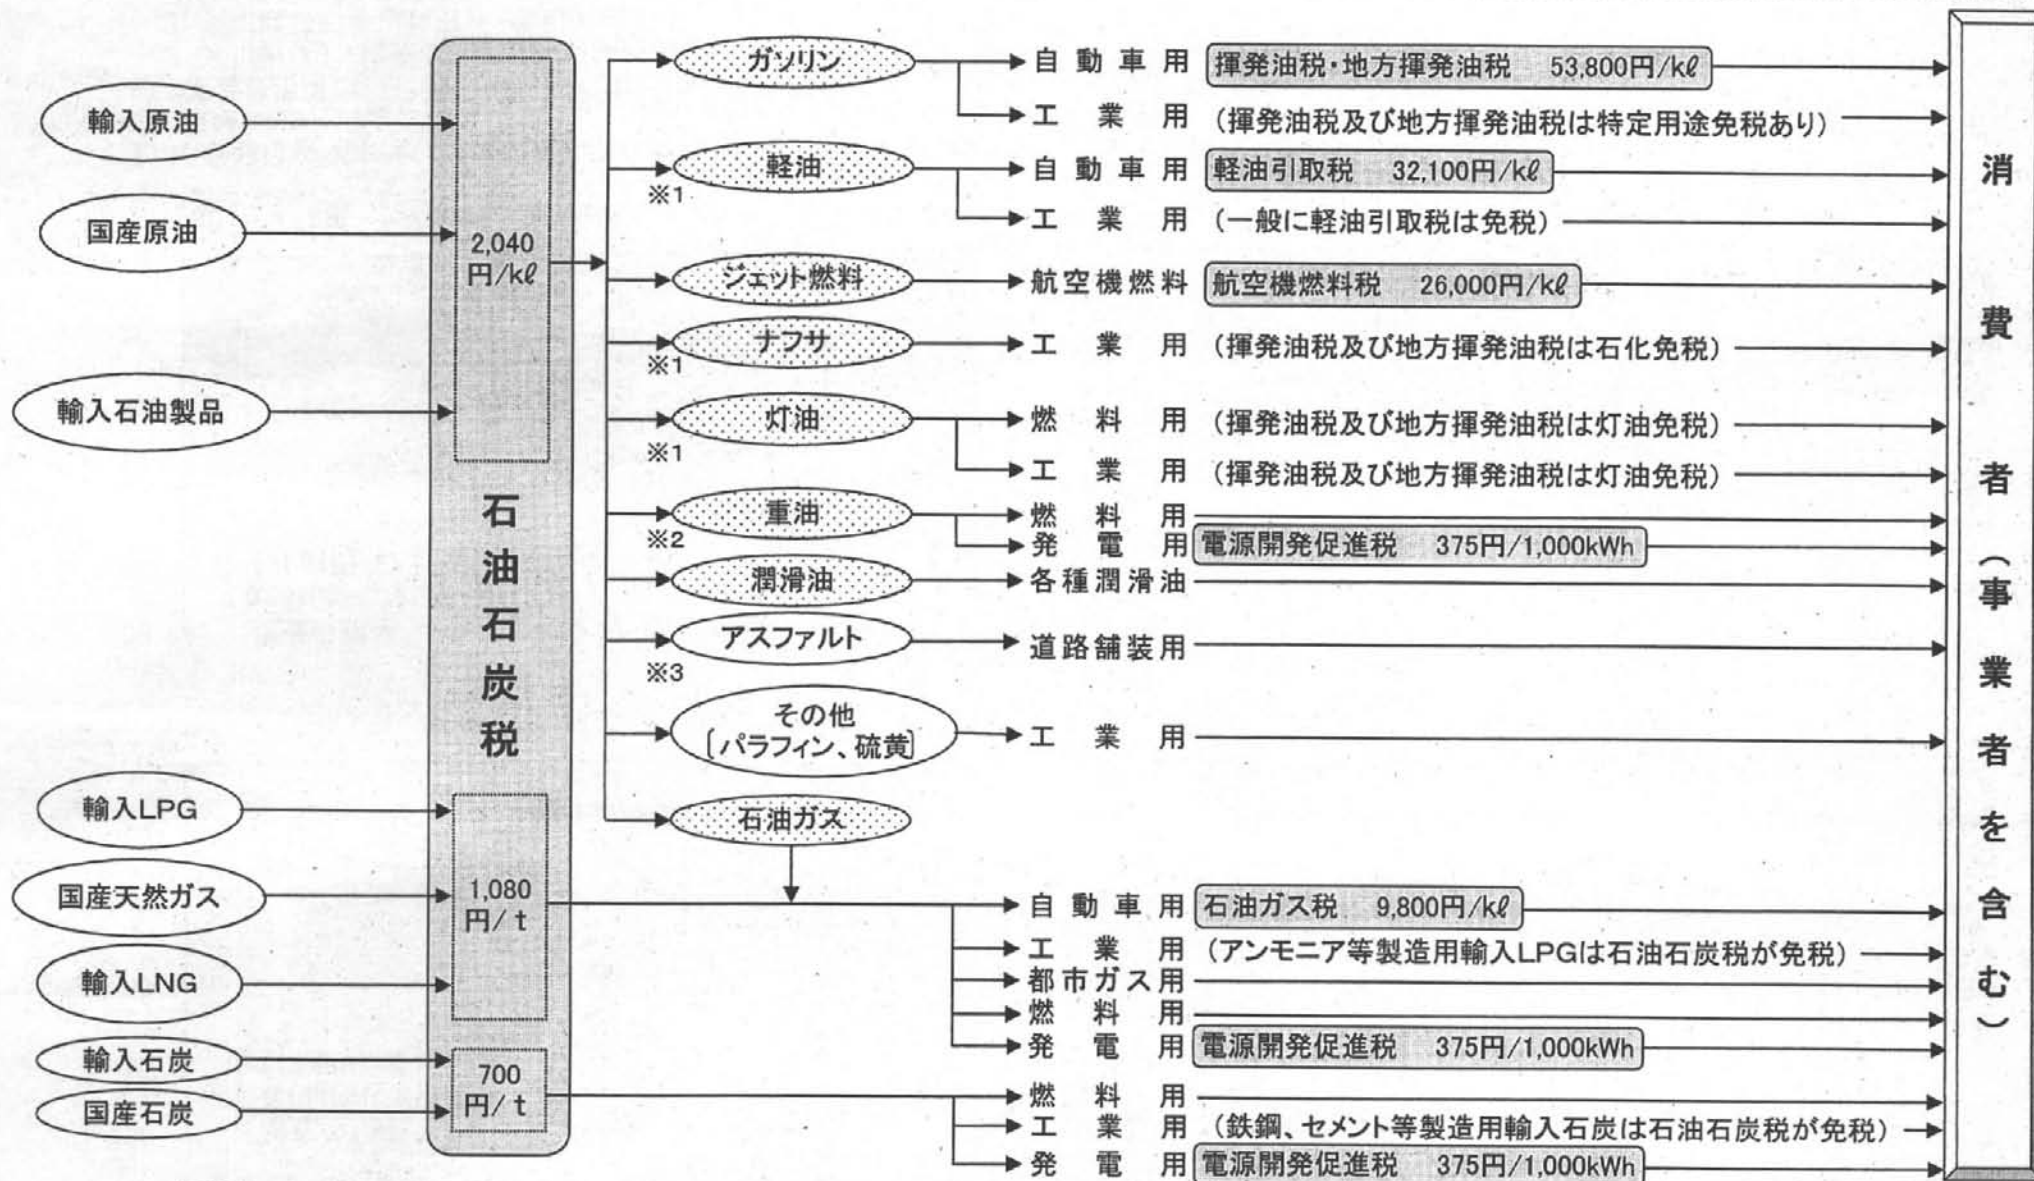 輸入原油
国産原油
輸入石油製品
輸入LPG
国産天然ガス
輸入LNG
輸入石炭
国産石炭
2,040
円/kℓ
石油石炭税
1,080
円/t
700
円/t
ガソリン
自動車用 揮発油税・地方揮発油税 53,800円/kℓ
工業用 (揮発油税及び地方揮発油税は特定用途免税あり)
軽油
※1
自動車用 軽油引取税 32,100円/kℓ
工業用 (一般に軽油引取税は免税)
ジェット燃料
航空機燃料 航空機燃料税 26,000円/kℓ
ナフサ
※1
工業用 (揮発油税及び地方揮発油税は石化免税)
灯油
※1
燃料用 (揮発油税及び地方揮発油税は灯油免税)
工業用 (揮発油税及び地方揮発油税は灯油免税)
重油
※2
燃料用
発電用 電源開発促進税 375円/1,000kWh
潤滑油
各種潤滑油
アスファルト
※3
道路舗装用
その他
[パラフィン、硫黄]
工業用
石油ガス
自動車用 石油ガス税 9,800円/kℓ
工業用 (アンモニア等製造用輸入LPGは石油石炭税が免税)
都市ガス用
燃料用
発電用 電源開発促進税 375円/1,000kWh
燃料用
工業用 (鉄鋼、セメント等製造用輸入石炭は石油石炭税が免税)
発電用 電源開発促進税 375円/1,000kWh
消費者(事業者を含む)